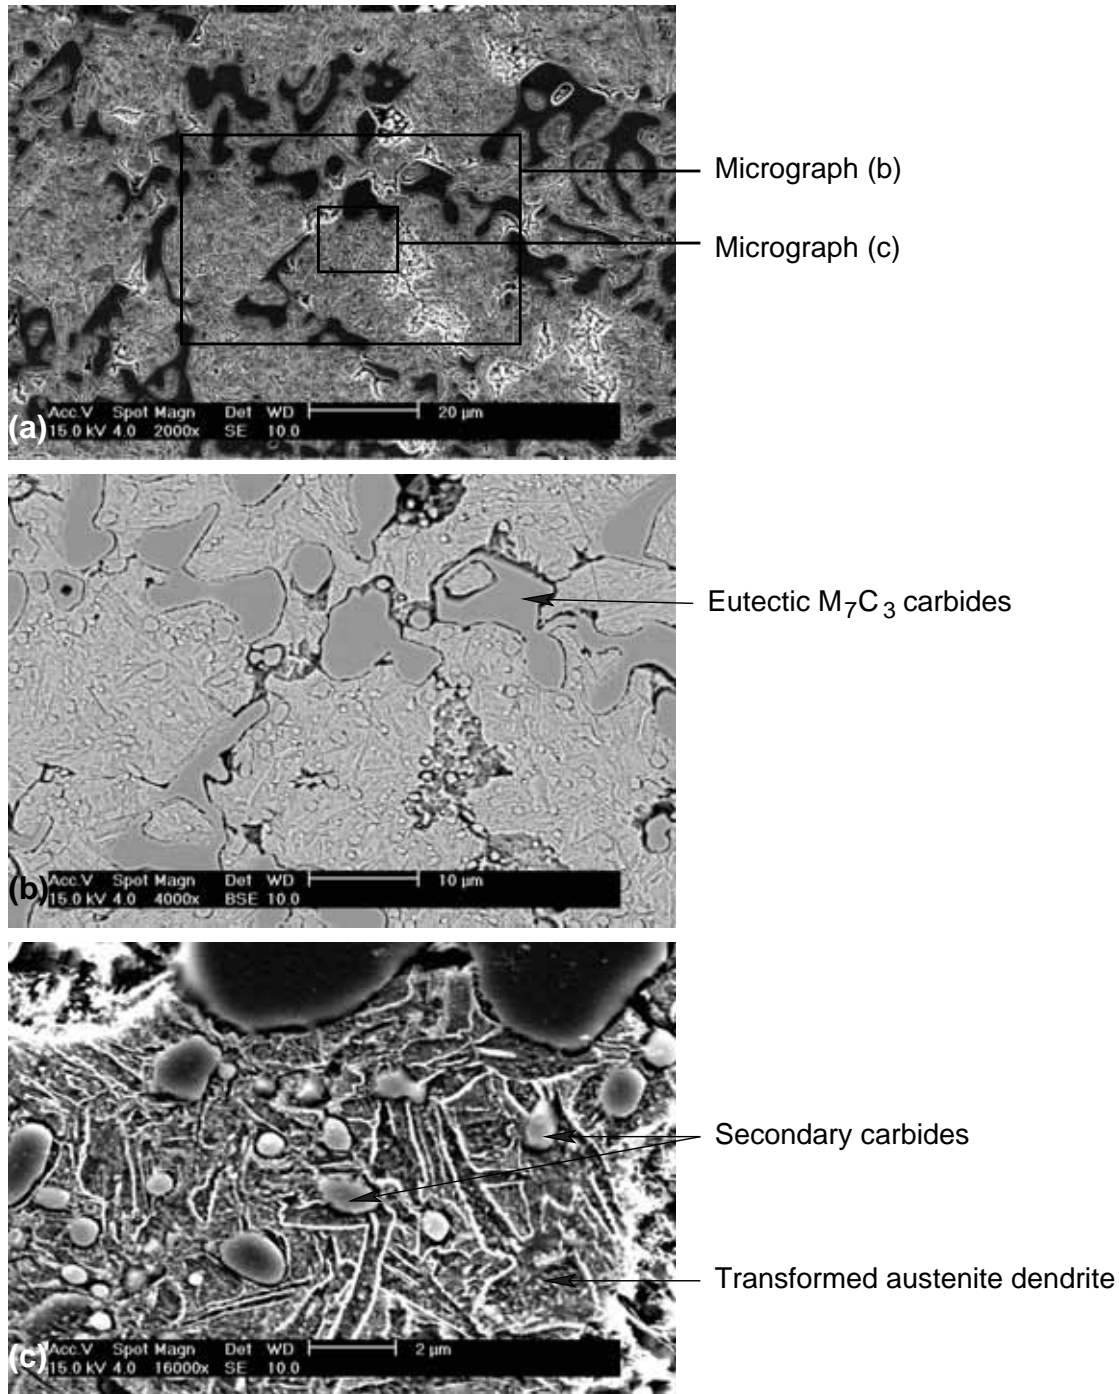 Micrograph (b)
Micrograph (c)
(a)
Acc.V Spot Magn Det WD 20 µm
15.0 kV 4.0 2000x SE 10.0
Eutectic M7C3 carbides
(b)
Acc.V Spot Magn Det WD 10 µm
15.0 kV 4.0 4000x BSE 10.0
Secondary carbides
Transformed austenite dendrite
(c)
Acc.V Spot Magn Det WD 2 µm
15.0 kV 4.0 16000x SE 10.0